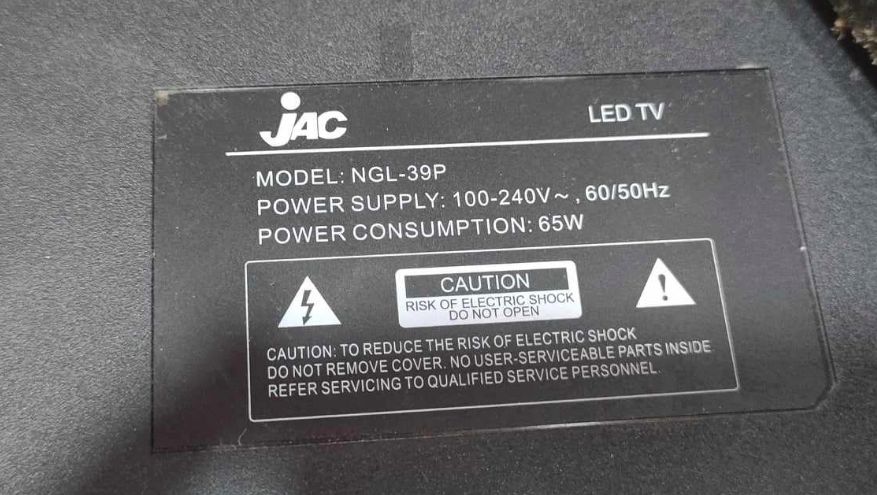 JAC
LED TV
MODEL: NGL-39P
POWER SUPPLY: 100-240V~, 60/50Hz
POWER CONSUMPTION: 65W
CAUTION
RISK OF ELECTRIC SHOCK
DO NOT OPEN
CAUTION: TO REDUCE THE RISK OF ELECTRIC SHOCK
DO NOT REMOVE COVER. NO USER-SERVICEABLE PARTS INSIDE
REFER SERVICING TO QUALIFIED SERVICE PERSONNEL.